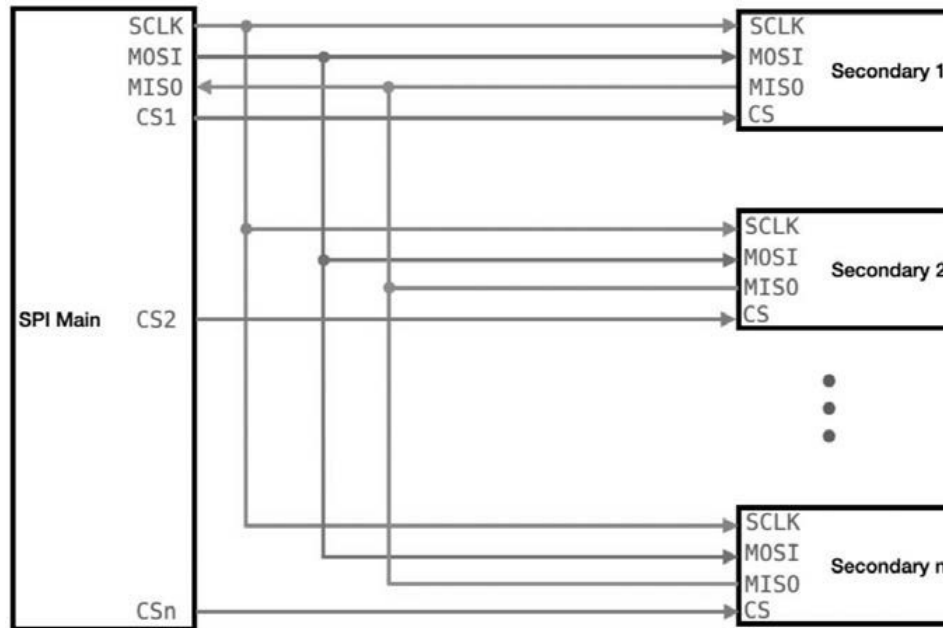 SCLK
MOSI
MISO
CS1
SPI Main
CS2
CSn
SCLK
MOSI
MISO
CS
Secondary 1
SCLK
MOSI
MISO
CS
Secondary 2
SCLK
MOSI
MISO
CS
Secondary n